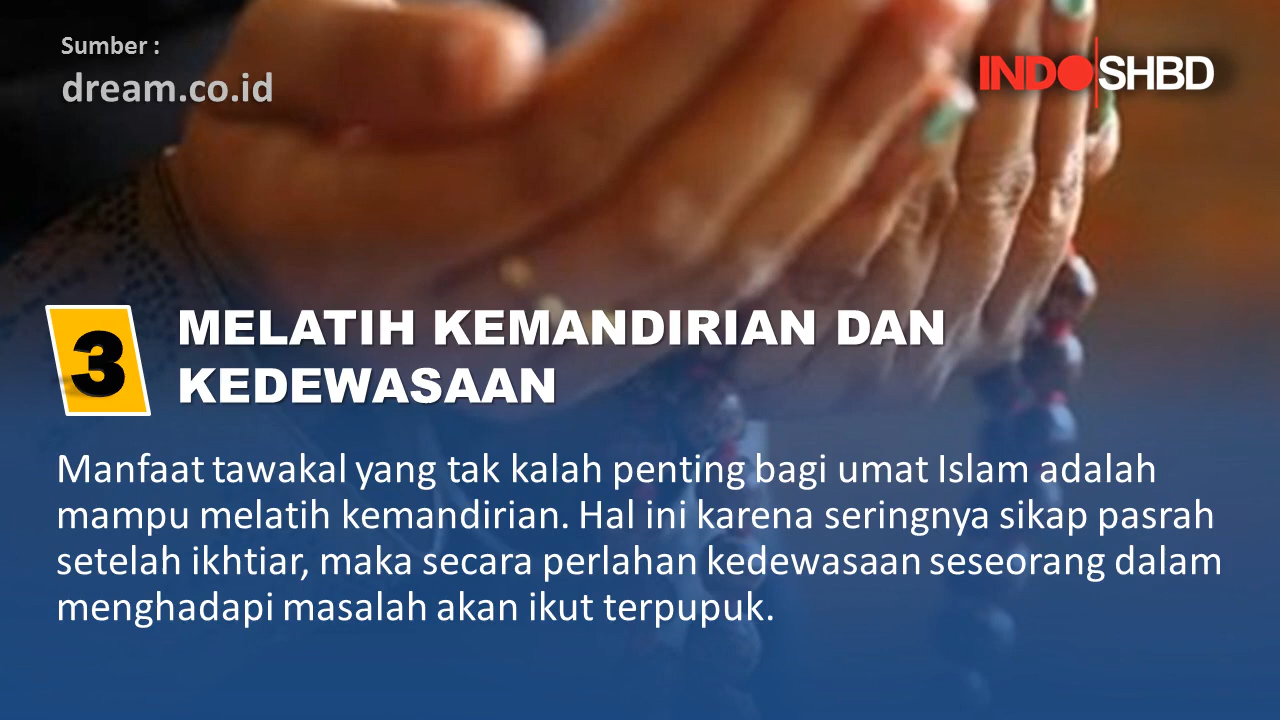 Sumber :
dream.co.id
INDO SHBD
3
MELATIH KEMANDIRIAN DAN
KEDEWASAAN
Manfaat tawakal yang tak kalah penting bagi umat Islam adalah
mampu melatih kemandirian. Hal ini karena seringnya sikap pasrah
setelah ikhtiar, maka secara perlahan kedewasaan seseorang dalam
menghadapi masalah akan ikut terpupuk.